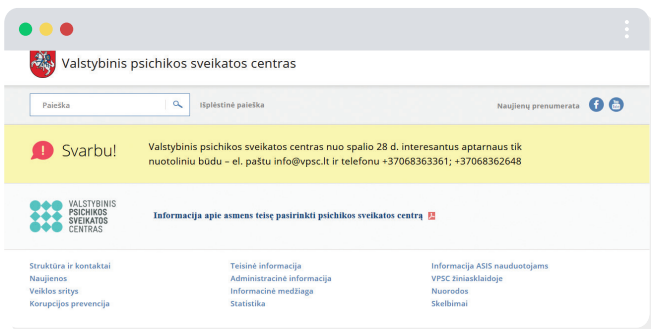 Valstybinis psichikos sveikatos centras
Paieška
Išplėstinė paieška
Naujienų prenumerata
Svarbu!
Valstybinis psichikos sveikatos centras nuo spalio 28 d. interesantus aptarnaus tik
nuotoliniu būdu – el. paštu info@vpsc.lt ir telefonu +37068363361; +37068362648
VALSTYBINIS
PSICHIKOS
SVEIKATOS
CENTRAS
Informacija apie asmens teisę pasirinkti psichikos sveikatos centrą
Struktūra ir kontaktai
Naujienos
Veiklos sritys
Korupcijos prevencija
Teisinė informacija
Administracinė informacija
Informacinė medžiaga
Statistika
Informacija ASIS nauduotojams
VPSC žiniasklaidoje
Nuorodos
Skelbimai